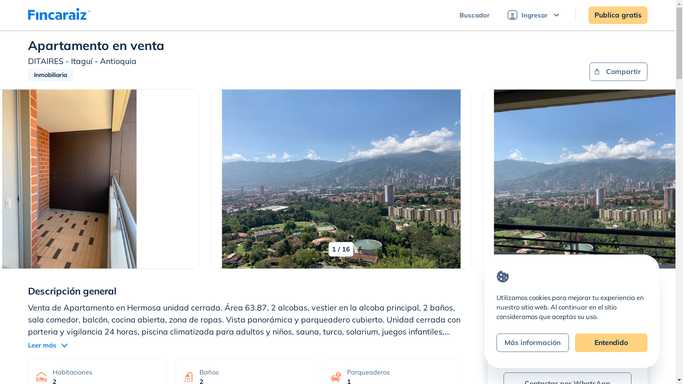 Fincaraiz
Buscador
Ingresar
Publica gratis
Apartamento en venta
DITAIRES - Itaguí - Antioquia
Inmobiliaria
Compartir
1 / 16
Descripción general
Venta de Apartamento en Hermosa unidad cerrada. Área 63.87, 2 alcobas, vestier en la alcoba principal, 2 baños,
sala comedor, balcón, cocina abierta, zona de ropas. Vista panorámica y parqueadero cubierto. Unidad cerrada con
porteria y vigilancia 24 horas, piscina climatizada para adultos y niños, sauna, turco, solarium, juegos infantiles,...
Leer más
Habitaciones
2
Baños
2
Parqueaderos
1
Utilizamos cookies para mejorar tu experiencia en
nuestro sitio web. Al continuar en el sitio
consideramos que aceptas su uso.
Más información
Entendido
Contactar por WhatsApp